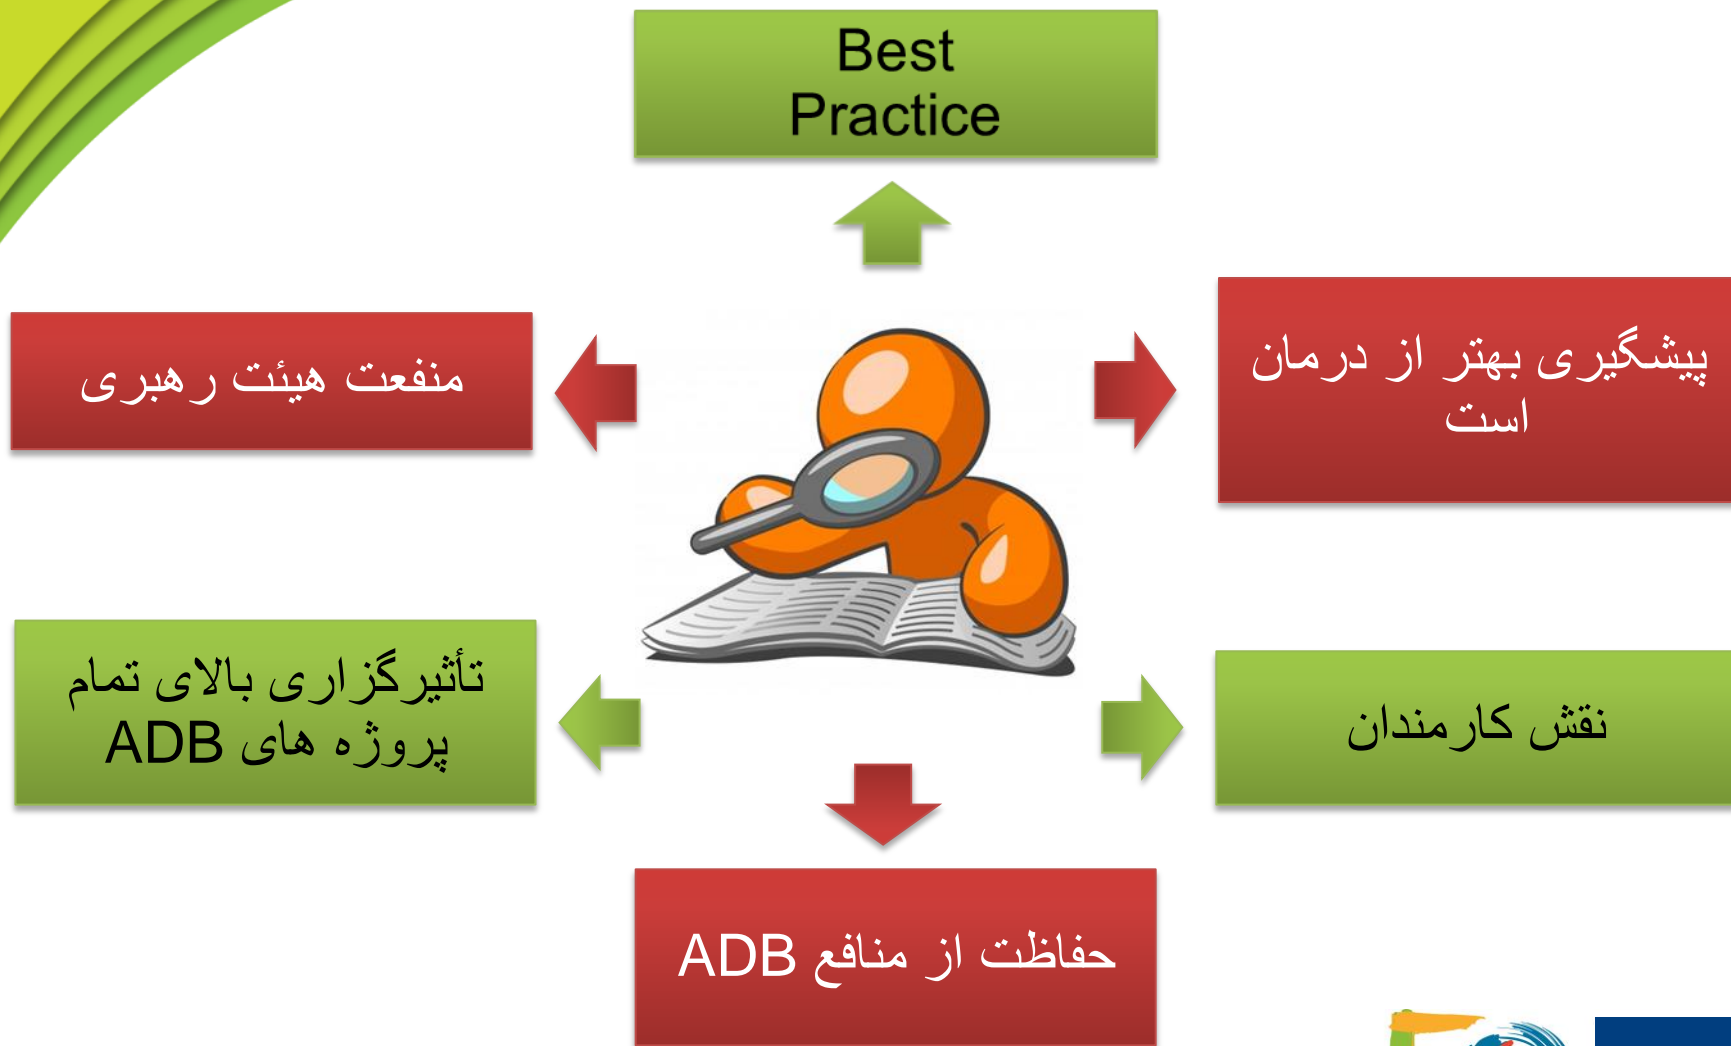 Best
Practice
پیشگیری بهتر از درمان
است
منفعت هیئت رهبری
تأثیرگزاری بالای تمام
پروژه های ADB
نقش کارمندان
حفاظت از منافع ADB